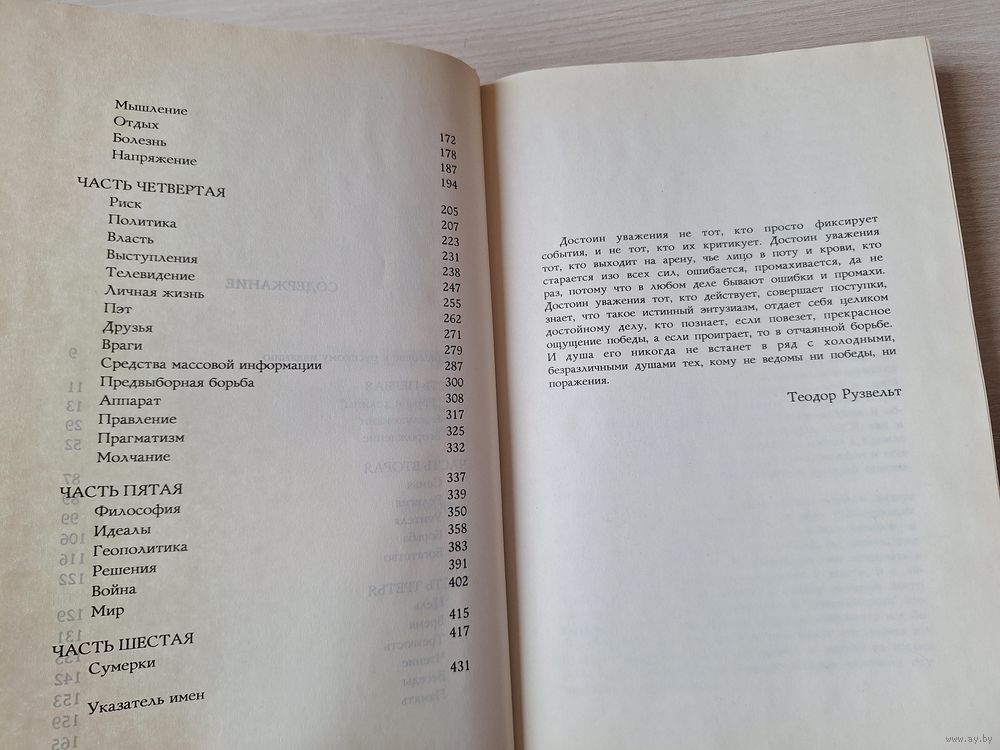 Мышление 172
Отдых 178
Болезнь 187
Напряжение 194
ЧАСТЬ ЧЕТВЕРТАЯ 205
Риск 207
Политика 223
Власть 231
Выступления 238
Телевидение 247
Личная жизнь 255
Пэт 262
Друзья 271
Враги 279
Средства массовой информации 287
Предвыборная борьба 300
Аппарат 308
Правление 317
Прагматизм 325
Молчание 332
ЧАСТЬ ПЯТАЯ 337
Философия 339
Идеалы 350
Геополитика 358
Решения 383
Война 391
Мир 402
ЧАСТЬ ШЕСТАЯ 415
Сумерки 417
Указатель имен 431
Достоин уважения не тот, кто просто фиксирует
события, и не тот, кто их критикует. Достоин уважения
тот, кто выходит на арену, чье лицо в поту и крови, кто
старается изо всех сил, ошибается, промахивается, да не
раз, потому что в любом деле бывают ошибки и промахи.
Достоин уважения тот, кто действует, совершает поступки,
знает, что такое истинный энтузиазм, отдает себя целиком
достойному делу, кто познает, если повезет, прекрасное
ощущение победы, а если проиграет, то в отчаянной борьбе.
И душа его никогда не встанет в ряд с холодными,
безразличными душами тех, кому не ведомы ни победы, ни
поражения.
Теодор Рузвельт
www.ay.by